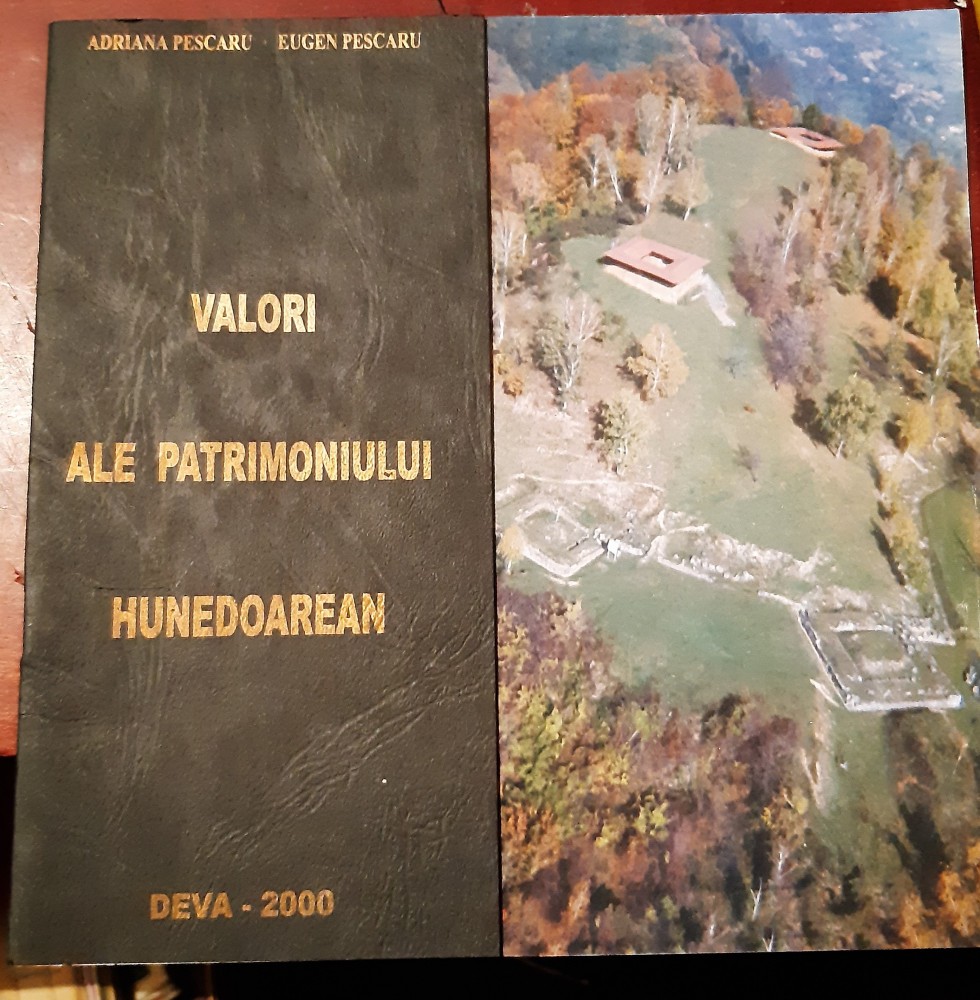 ADRIANA PESCARU EUGEN PESCARU
VALORI
ALE PATRIMONIULUI
HUNEDOAREAN
DEVA - 2000